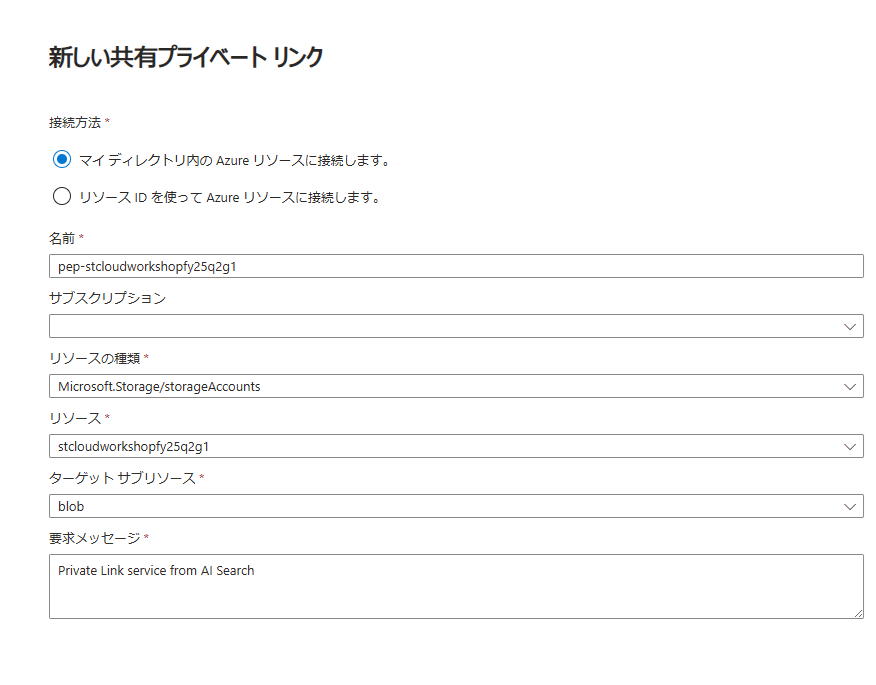 新しい共有プライベート リンク
接続方法 *
マイ ディレクトリ内の Azure リソースに接続します。
リソース ID を使って Azure リソースに接続します。
名前 *
pep-stcloudworkshopfy25q2g1
サブスクリプション
リソースの種類 *
Microsoft.Storage/storageAccounts
リソース *
stcloudworkshopfy25q2g1
ターゲット サブリソース *
blob
要求メッセージ *
Private Link service from AI Search